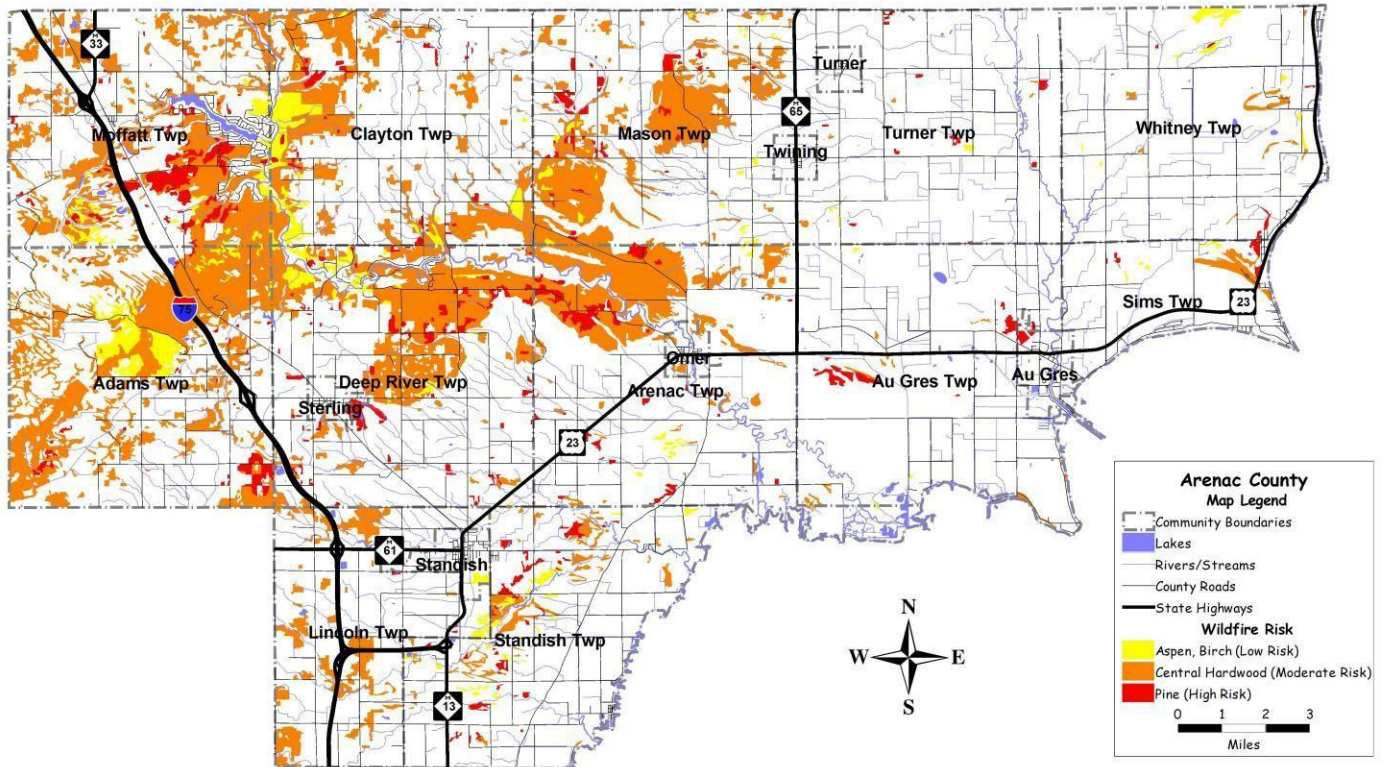 M
33
Turner
M
65
Moffatt Twp
Clayton Twp
Mason Twp
Turner Twp
Whitney Twp
Twining
75
Sims Twp
23
Omer
Adams Twp
Deep River Twp
Arenac Twp
Au Gres Twp
Au Gres
Sterling
23
M
61
Standish
Lincoln Twp
Standish Twp
M
13
N
W
E
S
Arenac County
Map Legend
Community Boundaries
Lakes
Rivers/Streams
County Roads
State Highways
Wildfire Risk
Aspen, Birch (Low Risk)
Central Hardwood (Moderate Risk)
Pine (High Risk)
0 1 2 3
Miles